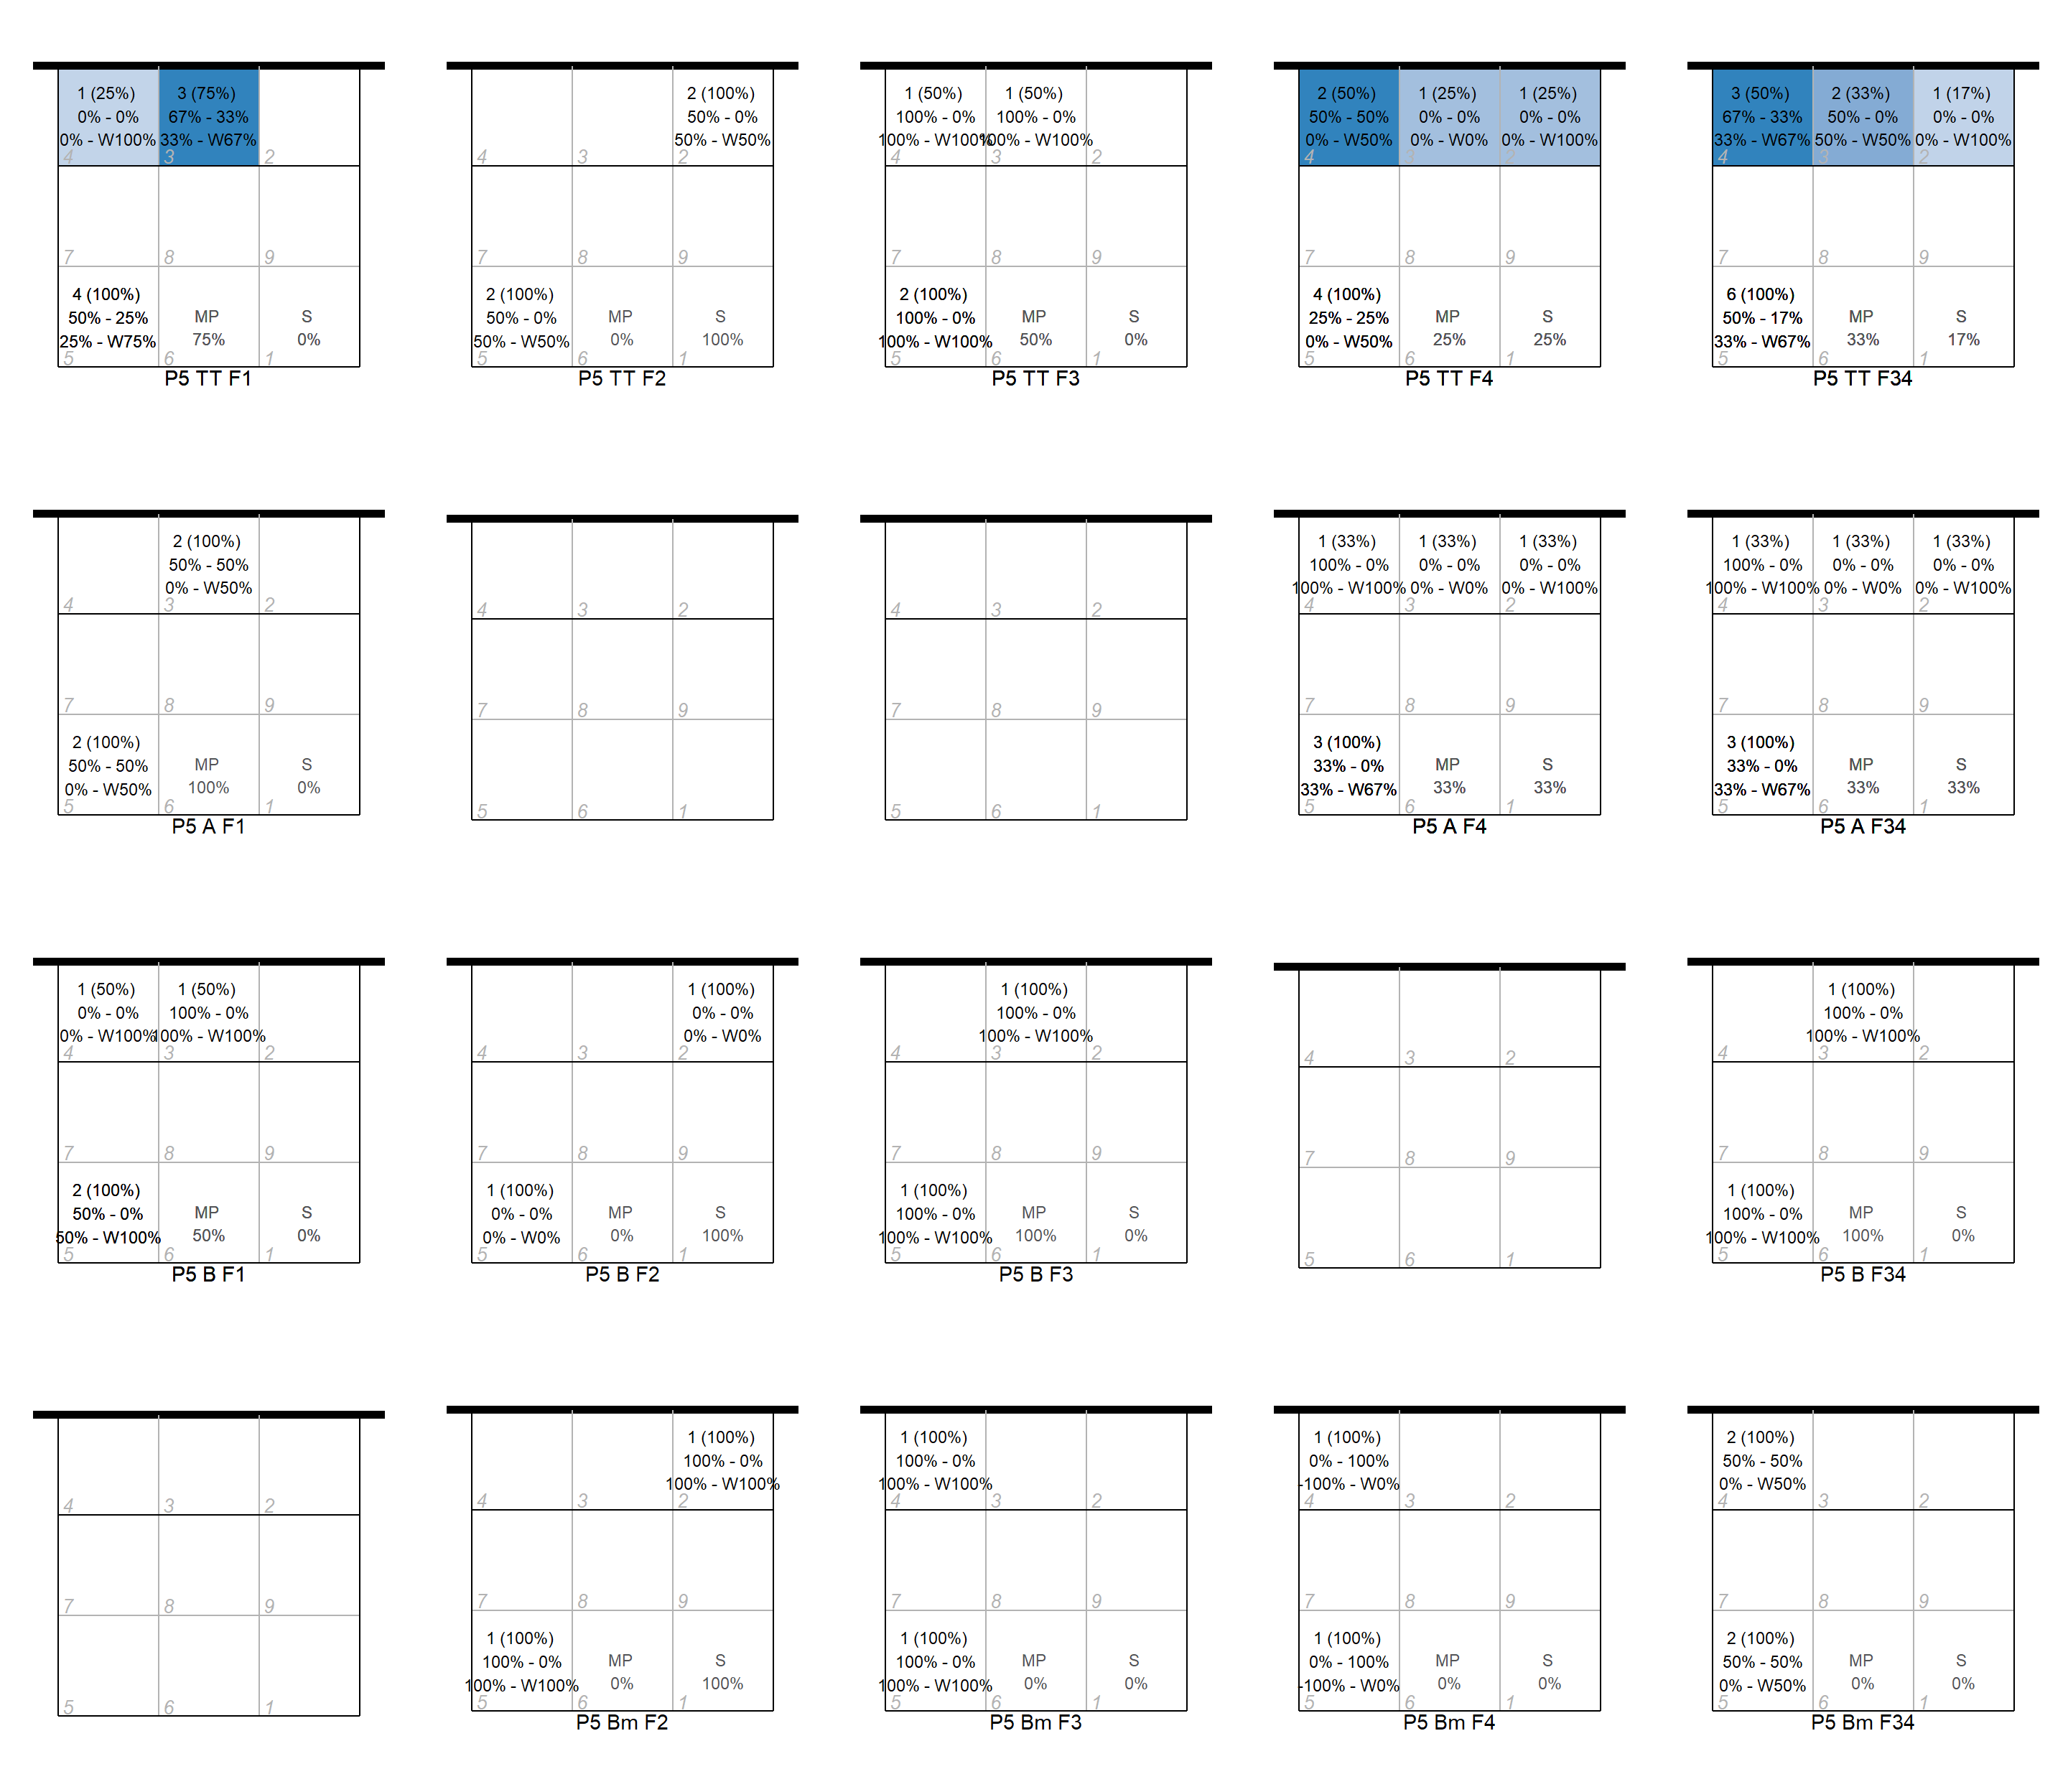 1 (25%) 3 (75%)
0% - 0% 67% - 33%
0% - W100% 33% - W67%
4 3 2
7 8 9
4 (100%)
50% - 25% MP S
25% - W75% 75% 0%
5 6 1
P5 TT F1
2 (100%)
50% - 0%
50% - W50%
4 3 2
7 8 9
2 (100%)
50% - 0% MP S
50% - W50% 0% 100%
5 6 1
P5 TT F2
1 (50%) 1 (50%)
100% - 0% 100% - 0%
100% - W100% 100% - W100%
4 3 2
7 8 9
2 (100%)
100% - 0% MP S
100% - W100% 50% 0%
5 6 1
P5 TT F3
2 (50%) 1 (25%) 1 (25%)
50% - 50% 0% - 0% 0% - 0%
0% - W50% 0% - W0% 0% - W100%
4 3 2
7 8 9
4 (100%)
25% - 25% MP S
0% - W50% 25% 25%
5 6 1
P5 TT F4
3 (50%) 2 (33%) 1 (17%)
67% - 33% 50% - 0% 0% - 0%
33% - W67% 50% - W50% 0% - W100%
4 3 2
7 8 9
6 (100%)
50% - 17% MP S
33% - W67% 33% 17%
5 6 1
P5 TT F34
2 (100%)
50% - 50%
0% - W50%
4 3 2
7 8 9
2 (100%)
50% - 50% MP S
0% - W50% 100% 0%
5 6 1
P5 A F1
4 3 2
7 8 9
5 6 1
4 3 2
7 8 9
5 6 1
1 (33%) 1 (33%) 1 (33%)
100% - 0% 0% - 0% 0% - 0%
100% - W100% 0% - W0% 0% - W100%
4 3 2
7 8 9
3 (100%)
33% - 0% MP S
33% - W67% 33% 33%
5 6 1
P5 A F4
1 (33%) 1 (33%) 1 (33%)
100% - 0% 0% - 0% 0% - 0%
100% - W100% 0% - W0% 0% - W100%
4 3 2
7 8 9
3 (100%)
33% - 0% MP S
33% - W67% 33% 33%
5 6 1
P5 A F34
1 (50%) 1 (50%)
0% - 0% 100% - 0%
0% - W100% 100% - W100%
4 3 2
7 8 9
2 (100%)
50% - 0% MP S
50% - W100% 50% 0%
5 6 1
P5 B F1
1 (100%)
0% - 0%
0% - W0%
4 3 2
7 8 9
1 (100%)
0% - 0% MP S
0% - W0% 0% 100%
5 6 1
P5 B F2
1 (100%)
100% - 0%
100% - W100%
4 3 2
7 8 9
1 (100%)
100% - 0% MP S
100% - W100% 100% 0%
5 6 1
P5 B F3
4 3 2
7 8 9
5 6 1
1 (100%)
100% - 0%
100% - W100%
4 3 2
7 8 9
1 (100%)
100% - 0% MP S
100% - W100% 100% 0%
5 6 1
P5 B F34
4 3 2
7 8 9
5 6 1
1 (100%)
100% - 0%
100% - W100%
4 3 2
7 8 9
1 (100%)
100% - 0% MP S
100% - W100% 0% 100%
5 6 1
P5 Bm F2
1 (100%)
100% - 0%
100% - W100%
4 3 2
7 8 9
1 (100%)
100% - 0% MP S
100% - W100% 0% 0%
5 6 1
P5 Bm F3
1 (100%)
0% - 100%
-100% - W0%
4 3 2
7 8 9
1 (100%)
0% - 100% MP S
-100% - W0% 0% 0%
5 6 1
P5 Bm F4
2 (100%)
50% - 50%
0% - W50%
4 3 2
7 8 9
2 (100%)
50% - 50% MP S
0% - W50% 0% 0%
5 6 1
P5 Bm F34